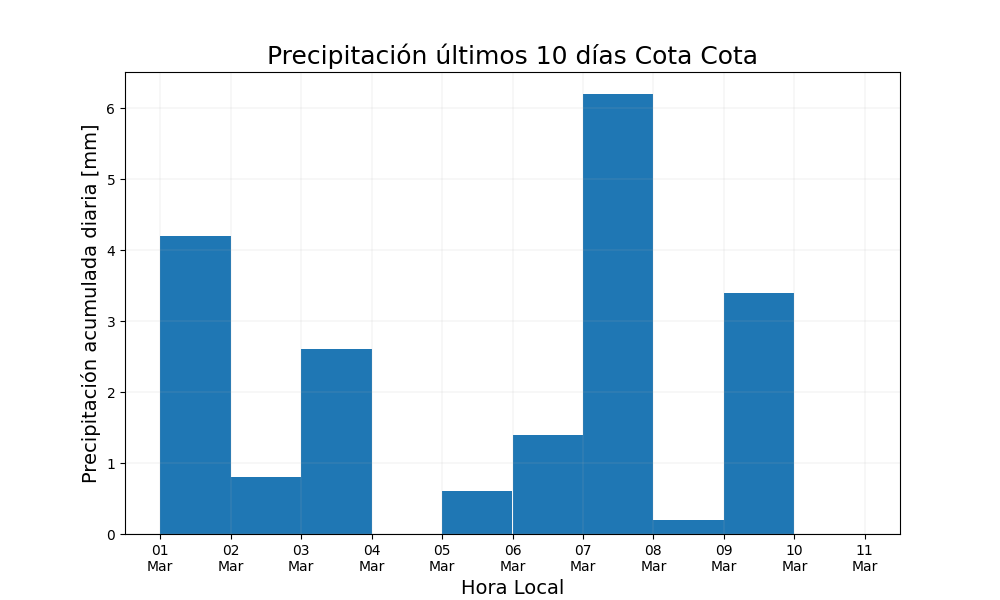 Precipitación últimos 10 días Cota Cota
Precipitación acumulada diaria [mm]
6
5
4
3
2
1
0
01 02 03 04 05 06 07 08 09 10 11
Mar Mar Mar Mar Mar Mar Mar Mar Mar Mar Mar
Hora Local